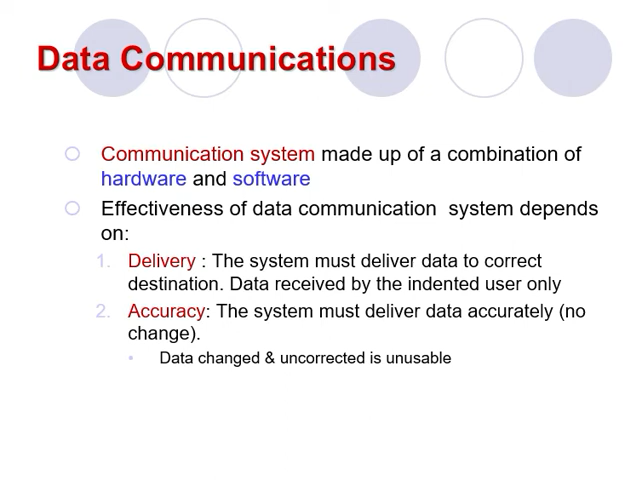 Data Communications
Communication system made up of a combination of
hardware and software
Effectiveness of data communication  system depends
on:
1. Delivery : The system must deliver data to correct
destination. Data received by the indented user only
2. Accuracy: The system must deliver data accurately (no
change).
• Data changed & uncorrected is unusable